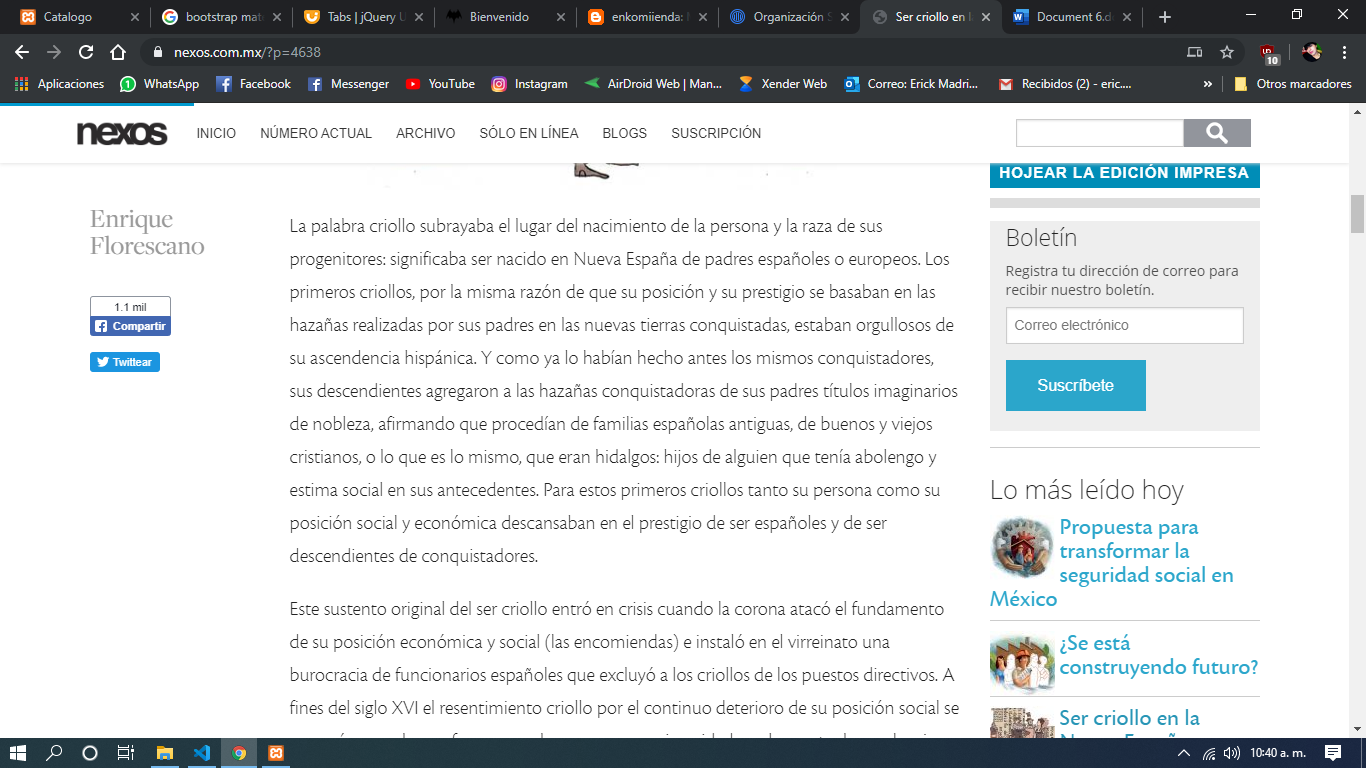 Catalogo
bootstrap mat
Tabs | jQuery U
Bienvenido
enkomiienda:
Organización S
Ser criollo en l
Document 6.d
nexos.com.mx/?p=4638
10
Aplicaciones
WhatsApp
Facebook
Messenger
YouTube
Instagram
AirDroid Web | Man...
Xender Web
Correo: Erick Madri...
Recibidos (2) - eric....
»
Otros marcadores
nexos
INICIO
NÚMERO ACTUAL
ARCHIVO
SÓLO EN LÍNEA
BLOGS
SUSCRIPCIÓN
Enrique
Florescano
1.1 mil
Compartir
Twittear
La palabra criollo subrayaba el lugar del nacimiento de la persona y la raza de sus
progenitores: significaba ser nacido en Nueva España de padres españoles o europeos. Los
primeros criollos, por la misma razón de que su posición y su prestigio se basaban en las
hazañas realizadas por sus padres en las nuevas tierras conquistadas, estaban orgullosos de
su ascendencia hispánica. Y como ya lo habían hecho antes los mismos conquistadores,
sus descendientes agregaron a las hazañas conquistadoras de sus padres títulos imaginarios
de nobleza, afirmando que procedían de familias españolas antiguas, de buenos y viejos
cristianos, o lo que es lo mismo, que eran hidalgos: hijos de alguien que tenía abolengo y
estima social en sus antecedentes. Para estos primeros criollos tanto su persona como su
posición social y económica descansaban en el prestigio de ser españoles y de ser
descendientes de conquistadores.
Este sustento original del ser criollo entró en crisis cuando la corona atacó el fundamento
de su posición económica y social (las encomiendas) e instaló en el virreinato una
burocracia de funcionarios españoles que excluyó a los criollos de los puestos directivos. A
fines del siglo XVI el resentimiento criollo por el continuo deterioro de su posición social se
HOJEAR LA EDICIÓN IMPRESA
Boletín
Registra tu dirección de correo para
recibir nuestro boletín.
Correo electrónico
Suscríbete
Lo más leído hoy
Propuesta para
transformar la
seguridad social en
México
¿Se está
construyendo futuro?
Ser criollo en la
Nueva España
10:40 a. m.